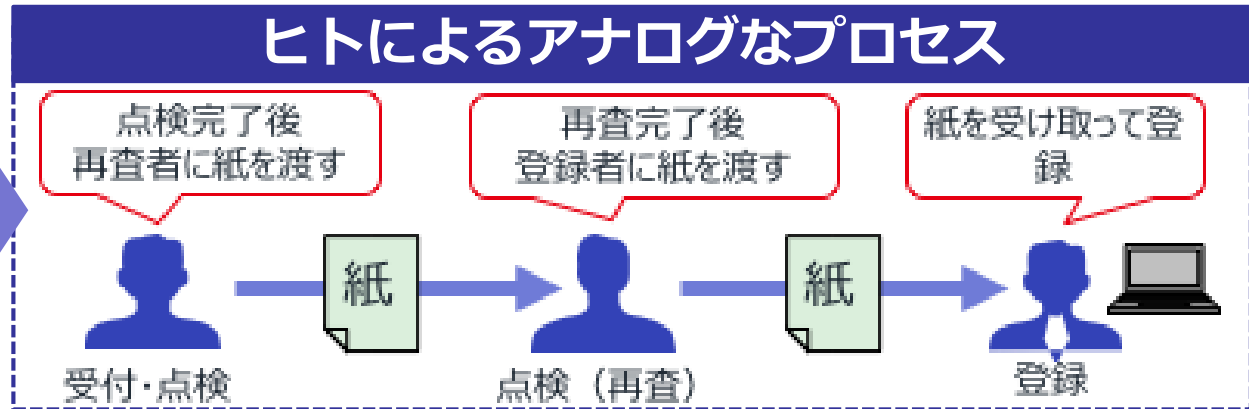 ヒトによるアナログなプロセス
点検完了後
再査者に紙を渡す
再査完了後
登録者に紙を渡す
紙を受け取って登
録
紙
紙
受付・点検
点検（再査）
登録